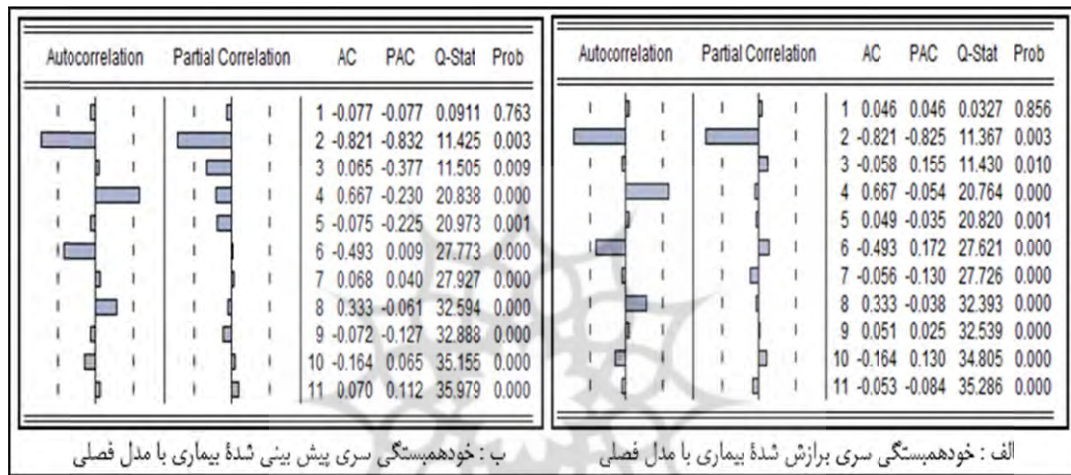 Autocorrelation Partial Correlation AC PAC Q-Stat Prob
1 -0.077 -0.077 0.0911 0.763
2 -0.821 -0.832 11.425 0.003
3 0.065 -0.377 11.505 0.009
4 0.667 -0.230 20.838 0.000
5 -0.075 -0.225 20.973 0.001
6 -0.493 0.009 27.773 0.000
7 0.068 0.040 27.927 0.000
8 0.333 -0.061 32.594 0.000
9 -0.072 -0.127 32.888 0.000
10 -0.164 0.065 35.155 0.000
11 0.070 0.112 35.979 0.000
ب : خودهمبستگی سری پیش بینی شدۀ بیماری با مدل فصلی
Autocorrelation Partial Correlation AC PAC Q-Stat Prob
1 0.046 0.046 0.0327 0.856
2 -0.821 -0.825 11.367 0.003
3 -0.058 0.155 11.430 0.010
4 0.667 -0.054 20.764 0.000
5 0.049 -0.035 20.820 0.001
6 -0.493 0.172 27.621 0.000
7 -0.056 -0.130 27.726 0.000
8 0.333 -0.038 32.393 0.000
9 0.051 0.025 32.539 0.000
10 -0.164 0.130 34.805 0.000
11 -0.053 -0.084 35.286 0.000
الف : خودهمبستگی سری برازش شدۀ بیماری با مدل فصلی